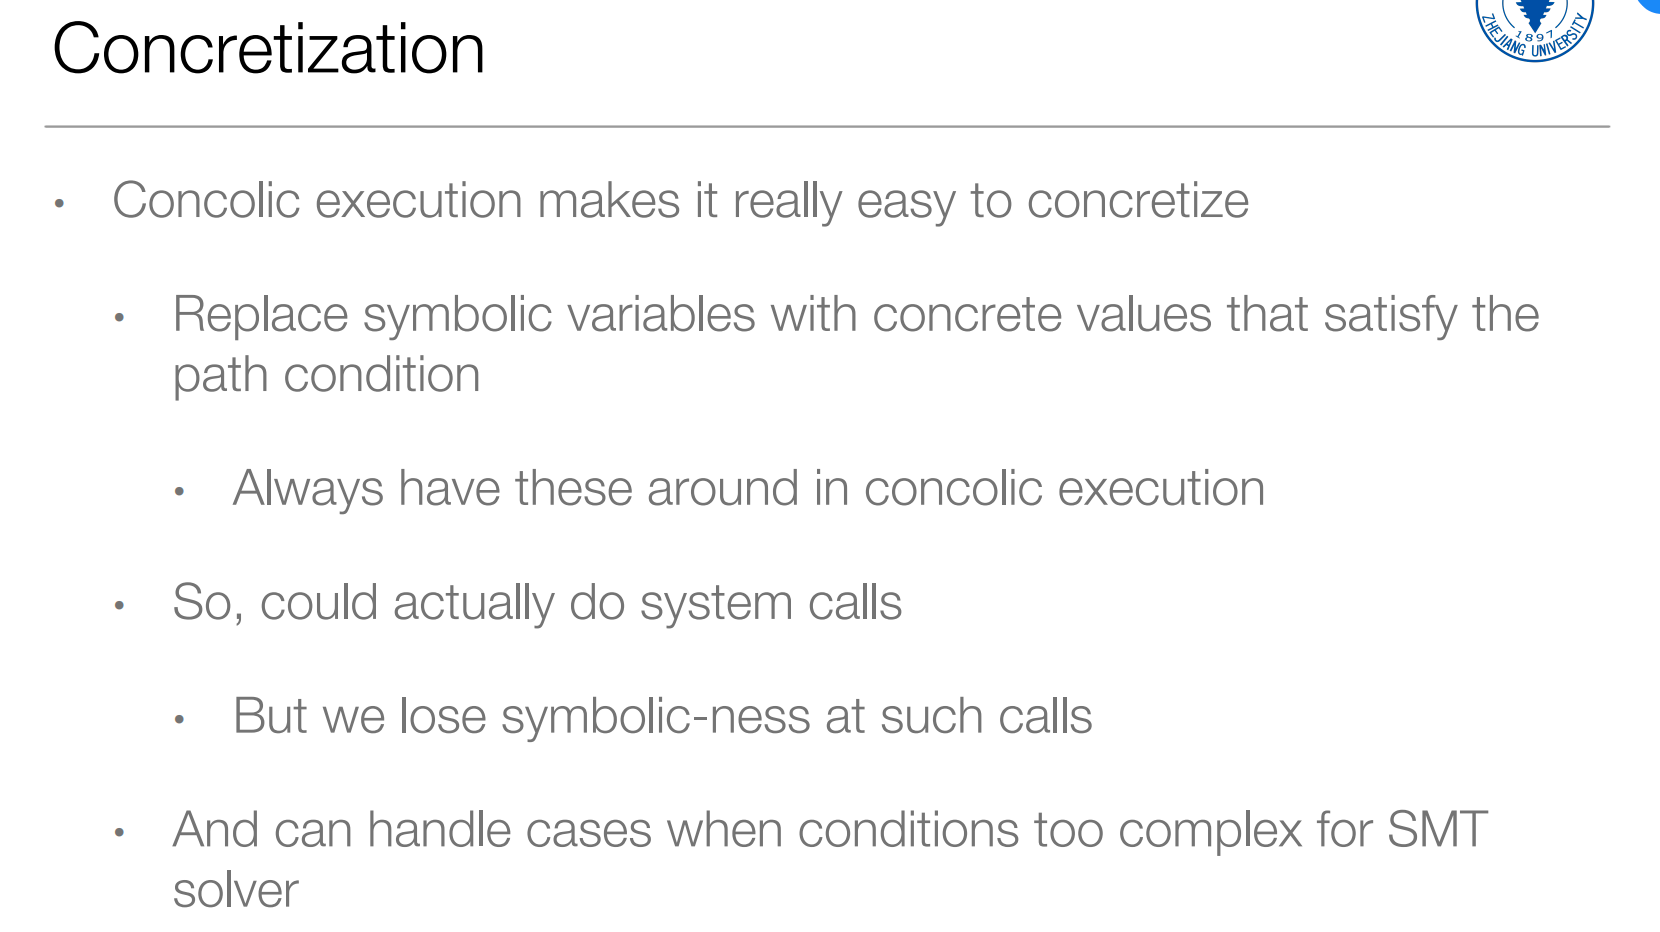 Concretization
ZHEJIANG UNIVERSITY
1897
• Concolic execution makes it really easy to concretize
• Replace symbolic variables with concrete values that satisfy the
path condition
• Always have these around in concolic execution
• So, could actually do system calls
• But we lose symbolic-ness at such calls
• And can handle cases when conditions too complex for SMT
solver